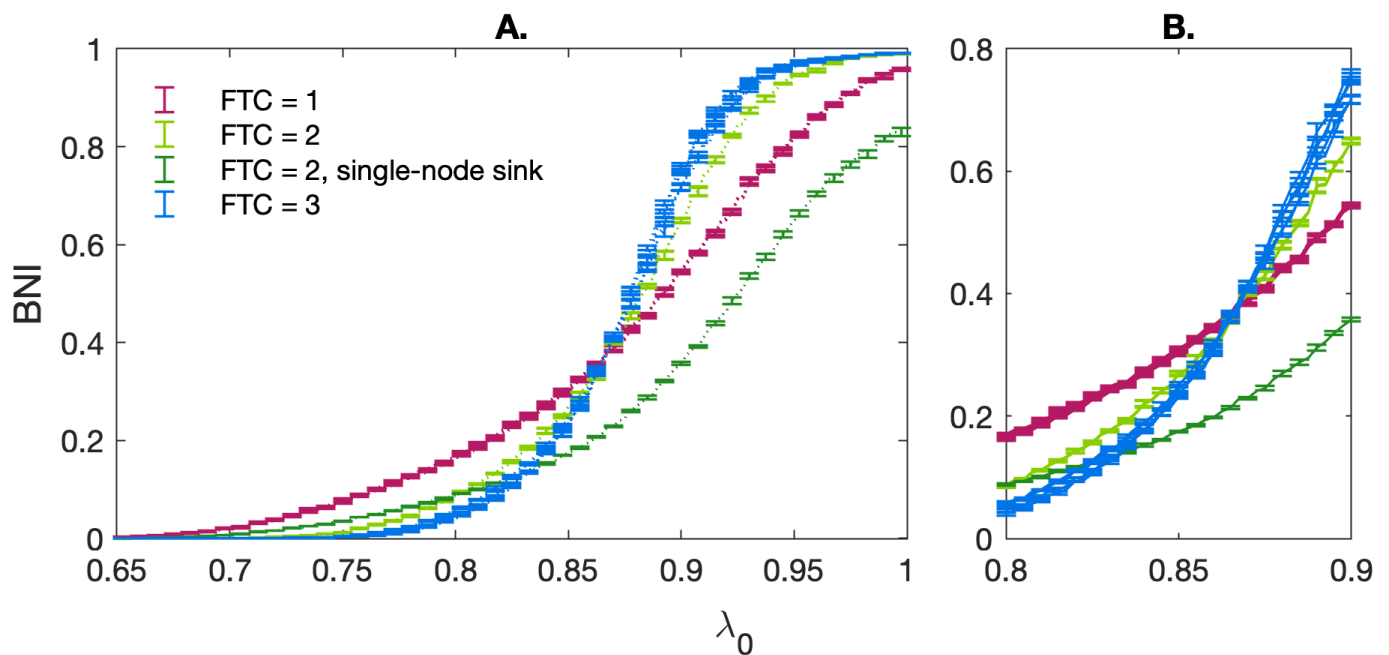 A.
B.
1
0.8
0.6
0.4
0.2
0
BNI
FTC = 1
FTC = 2
FTC = 2, single-node sink
FTC = 3
0.65 0.7 0.75 0.8 0.85 0.9 0.95 1
0.8
0.6
0.4
0.2
0
0.8 0.85 0.9
λ0